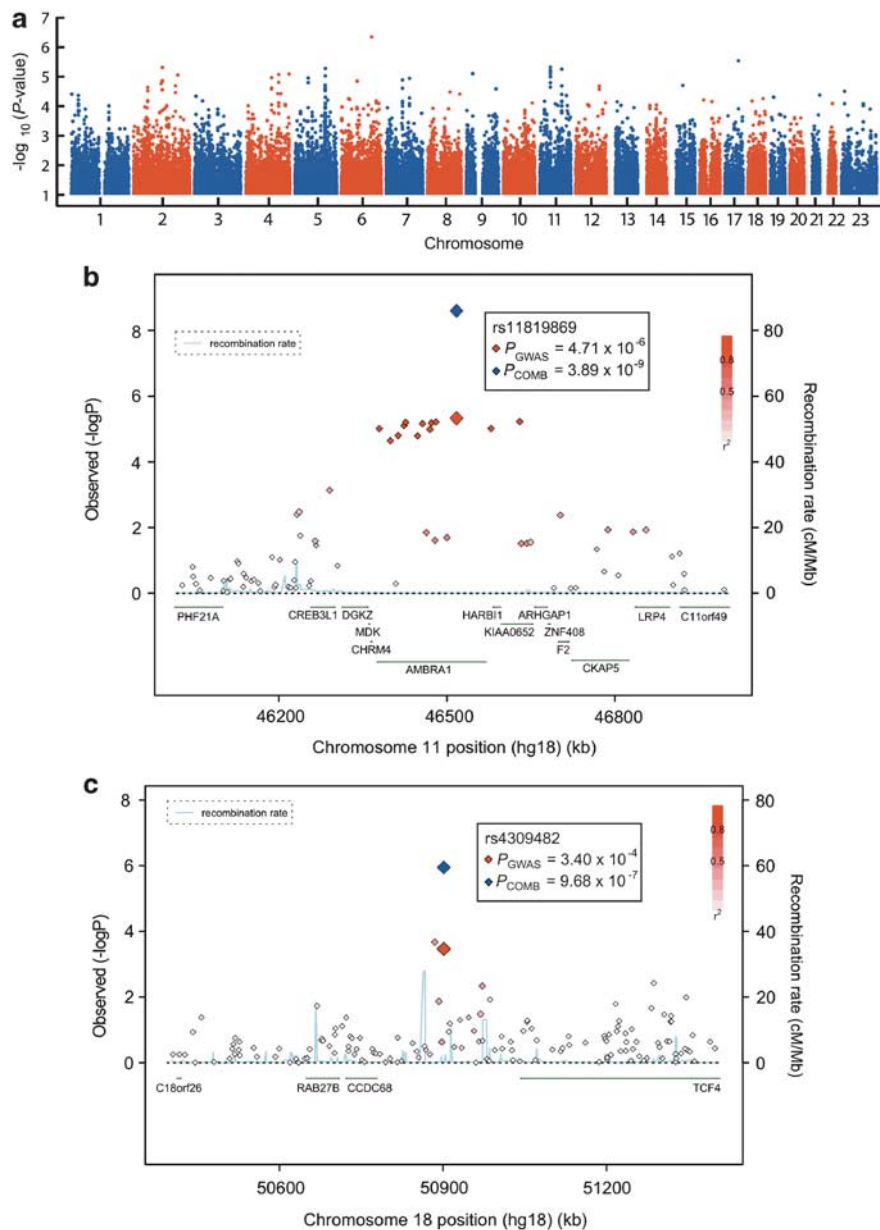 a
7
6
5
4
3
2
1
-log 10 (P-value)
1 2 3 4 5 6 7 8 9 10 11 12 13 14 15 16 17 18 19 20 21 22 23
Chromosome
b
recombination rate
rs11819869
P GWAS = 4.71 x 10-6
P COMB = 3.89 x 10-9
0.8
0.5
r2
8
6
4
2
0
Observed (-logP)
80
60
40
20
0
Recombination rate (cM/Mb)
PHF21A CREB3L1 DGKZ HARBI1 ARHGAP1 LRP4 C11orf49
MDK KIAA0652 ZNF408
CHRM4 F2
AMBRA1 CKAP5
46200 46500 46800
Chromosome 11 position (hg18) (kb)
c
recombination rate
rs4309482
P GWAS = 3.40 x 10-4
P COMB = 9.68 x 10-7
0.8
0.5
r2
8
6
4
2
0
Observed (-logP)
80
60
40
20
0
Recombination rate (cM/Mb)
C18orf26 RAB27B CCDC68 TCF4
50600 50900 51200
Chromosome 18 position (hg18) (kb)